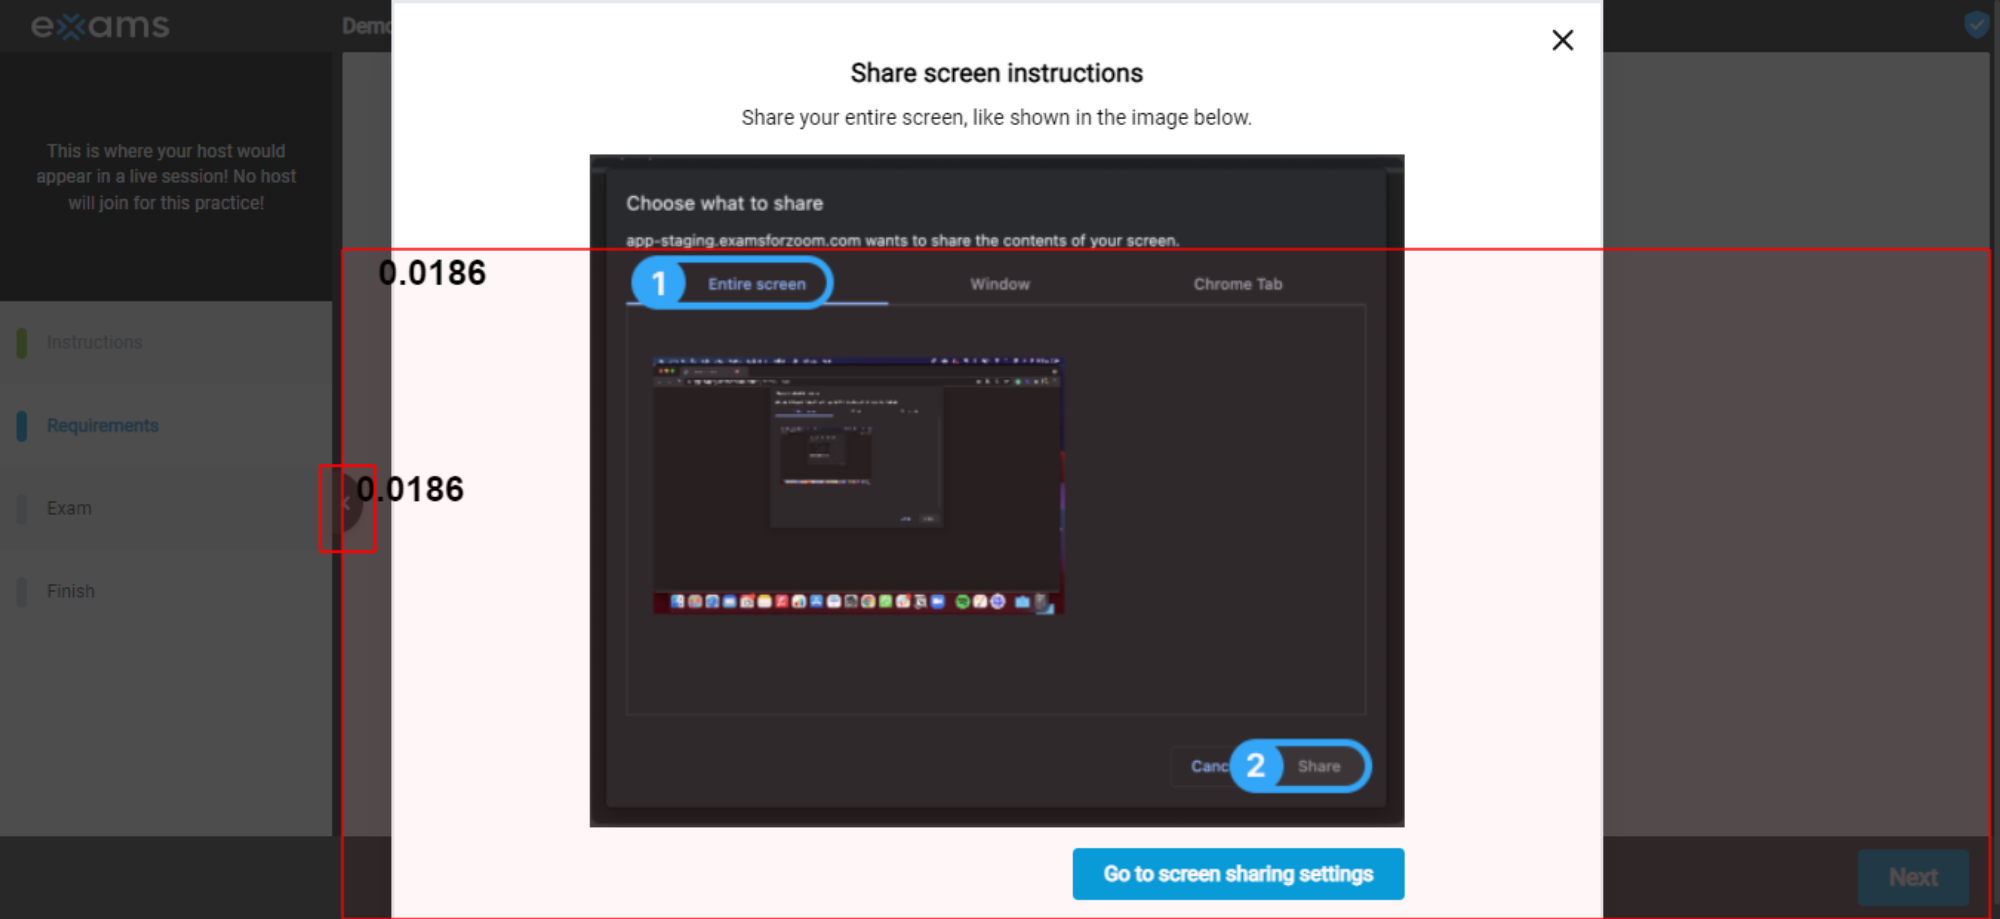 exams
Demo
This is where your host would
appear in a live session! No host
will join for this practice!
Instructions
Requirements
Exam
Finish
Share screen instructions
Share your entire screen, like shown in the image below.
Choose what to share
app-staging.examsforzoom.com wants to share the contents of your screen.
1 Entire screen
Window
Chrome Tab
0.0186
0.0186
Canc
2 Share
Go to screen sharing settings
Next